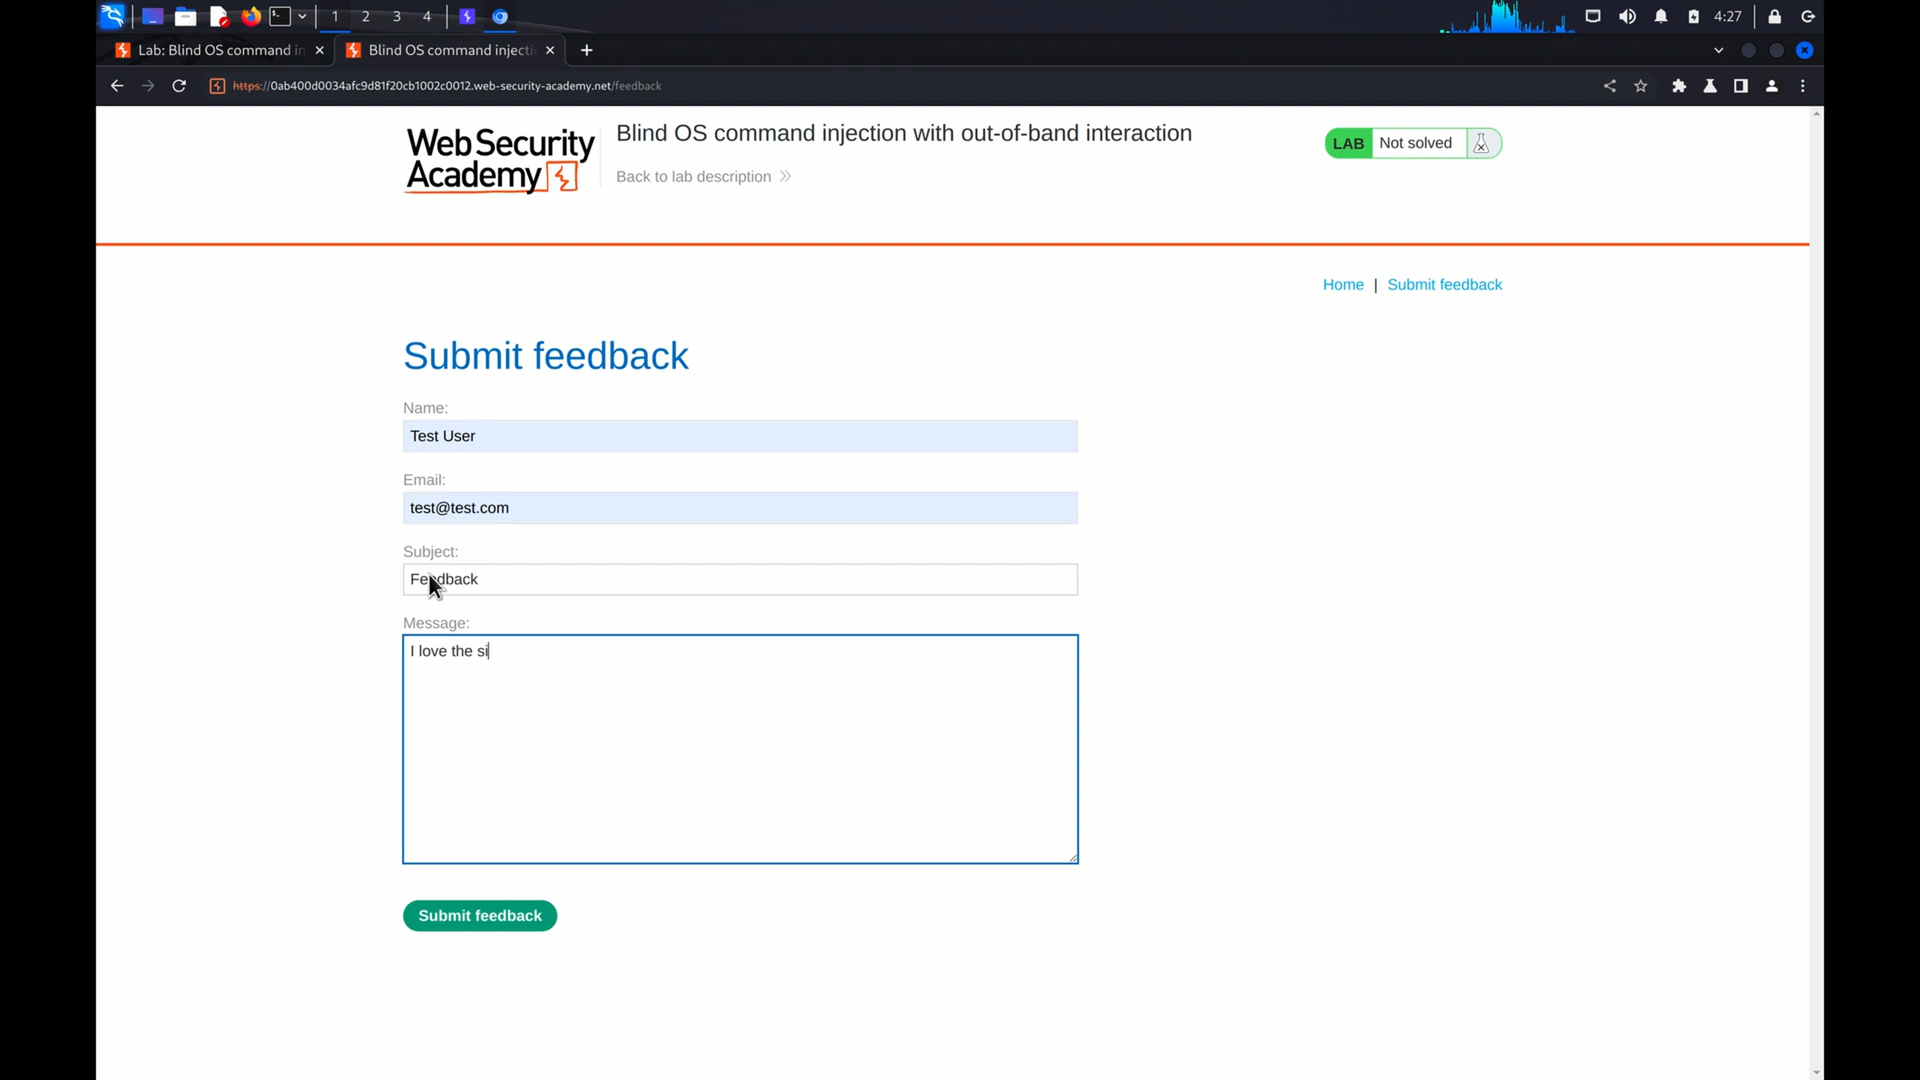 1 2 3 4
4:27
Lab: Blind OS command in
Blind OS command injecti
https://0ab400d0034afc9d81f20cb1002c0012.web-security-academy.net/feedback
Web Security
Academy
Blind OS command injection with out-of-band interaction
Back to lab description
LAB Not solved
Home | Submit feedback
Submit feedback
Name:
Test User
Email:
test@test.com
Subject:
Feedback
Message:
I love the si
Submit feedback